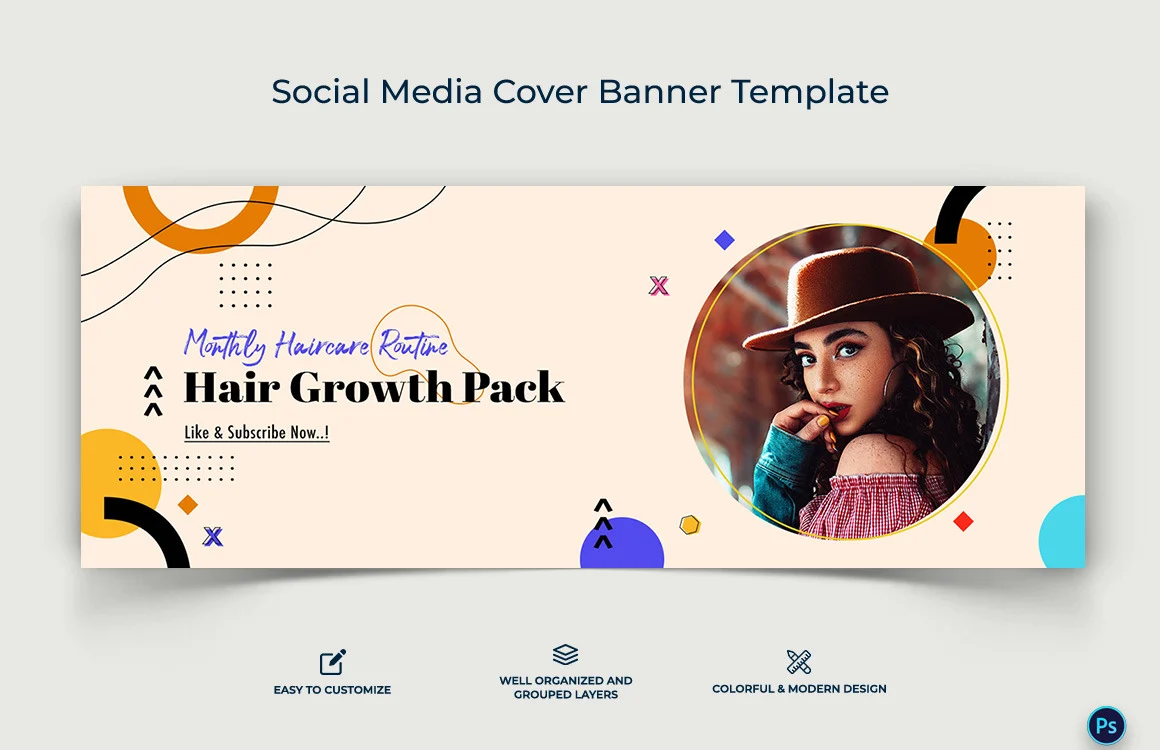 Social Media Cover Banner Template
Monthly Haircare Routine
Hair Growth Pack
Like & Subscribe Now..!
EASY TO CUSTOMIZE
WELL ORGANIZED AND
GROUPED LAYERS
COLORFUL & MODERN DESIGN
Ps